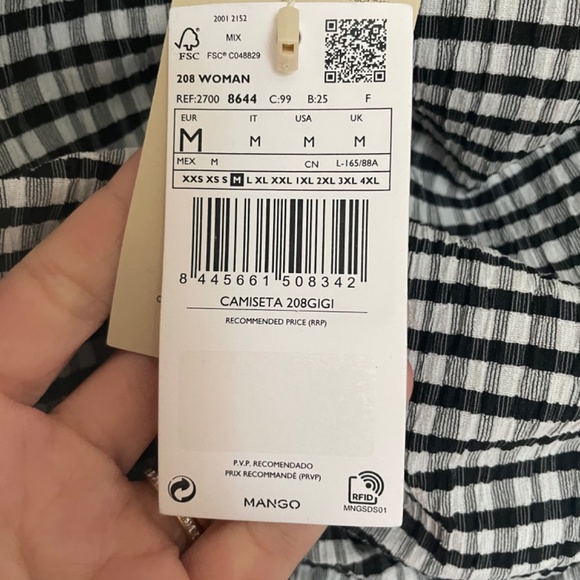 2001 2152
MIX
FSC
FSC® C048829
208 WOMAN
REF:2700 8644 C:99 B:25 F
EUR IT USA UK
M M M M
MEX M CN L-165/88A
XXS XS S M L XL XXL 1XL 2XL 3XL 4XL
8 445661 508342
CAMISETA 208GIGI
RECOMMENDED PRICE (RRP)
P.V.P. RECOMENDADO
PRIX RECOMMANDÉ (PRVP)
RFID
MANGO
MNGSDS01